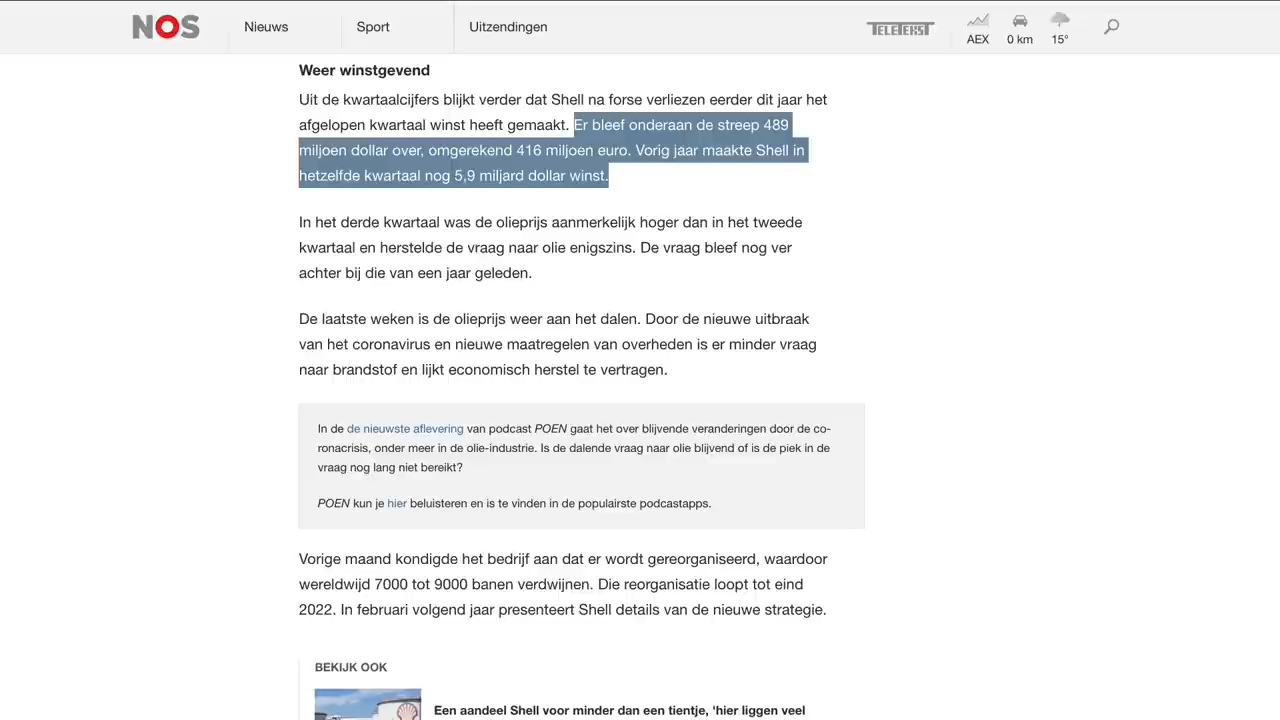 NOS
Nieuws
Sport
Uitzendingen
TELETEKST
AEX
0 km
15°
Weer winstgevend
Uit de kwartaalcijfers blijkt verder dat Shell na forse verliezen eerder dit jaar het
afgelopen kwartaal winst heeft gemaakt. Er bleef onderaan de streep 489
miljoen dollar over, omgerekend 416 miljoen euro. Vorig jaar maakte Shell in
hetzelfde kwartaal nog 5,9 miljard dollar winst.
In het derde kwartaal was de olieprijs aanmerkelijk hoger dan in het tweede
kwartaal en herstelde de vraag naar olie enigszins. De vraag bleef nog ver
achter bij die van een jaar geleden.
De laatste weken is de olieprijs weer aan het dalen. Door de nieuwe uitbraak
van het coronavirus en nieuwe maatregelen van overheden is er minder vraag
naar brandstof en lijkt economisch herstel te vertragen.
In de de nieuwste aflevering van podcast POEN gaat het over blijvende veranderingen door de co-
ronacrisis, onder meer in de olie-industrie. Is de dalende vraag naar olie blijvend of is de piek in de
vraag nog lang niet bereikt?
POEN kun je hier beluisteren en is te vinden in de populairste podcastapps.
Vorige maand kondigde het bedrijf aan dat er wordt gereorganiseerd, waardoor
wereldwijd 7000 tot 9000 banen verdwijnen. Die reorganisatie loopt tot eind
2022. In februari volgend jaar presenteert Shell details van de nieuwe strategie.
BEKIJK OOK
Een aandeel Shell voor minder dan een tientje, 'hier liggen veel